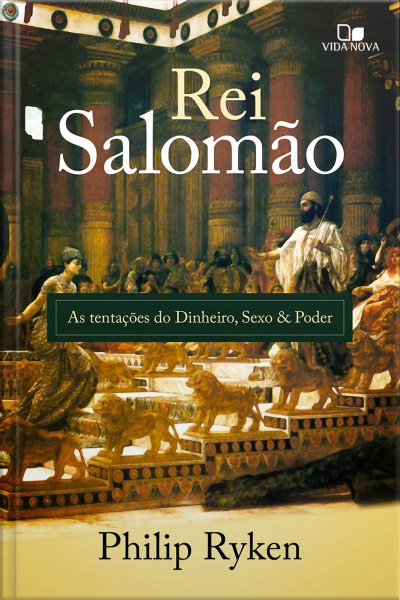 VIDA NOVA
Rei
Salomão
As tentações do Dinheiro, Sexo & Poder
Philip Ryken